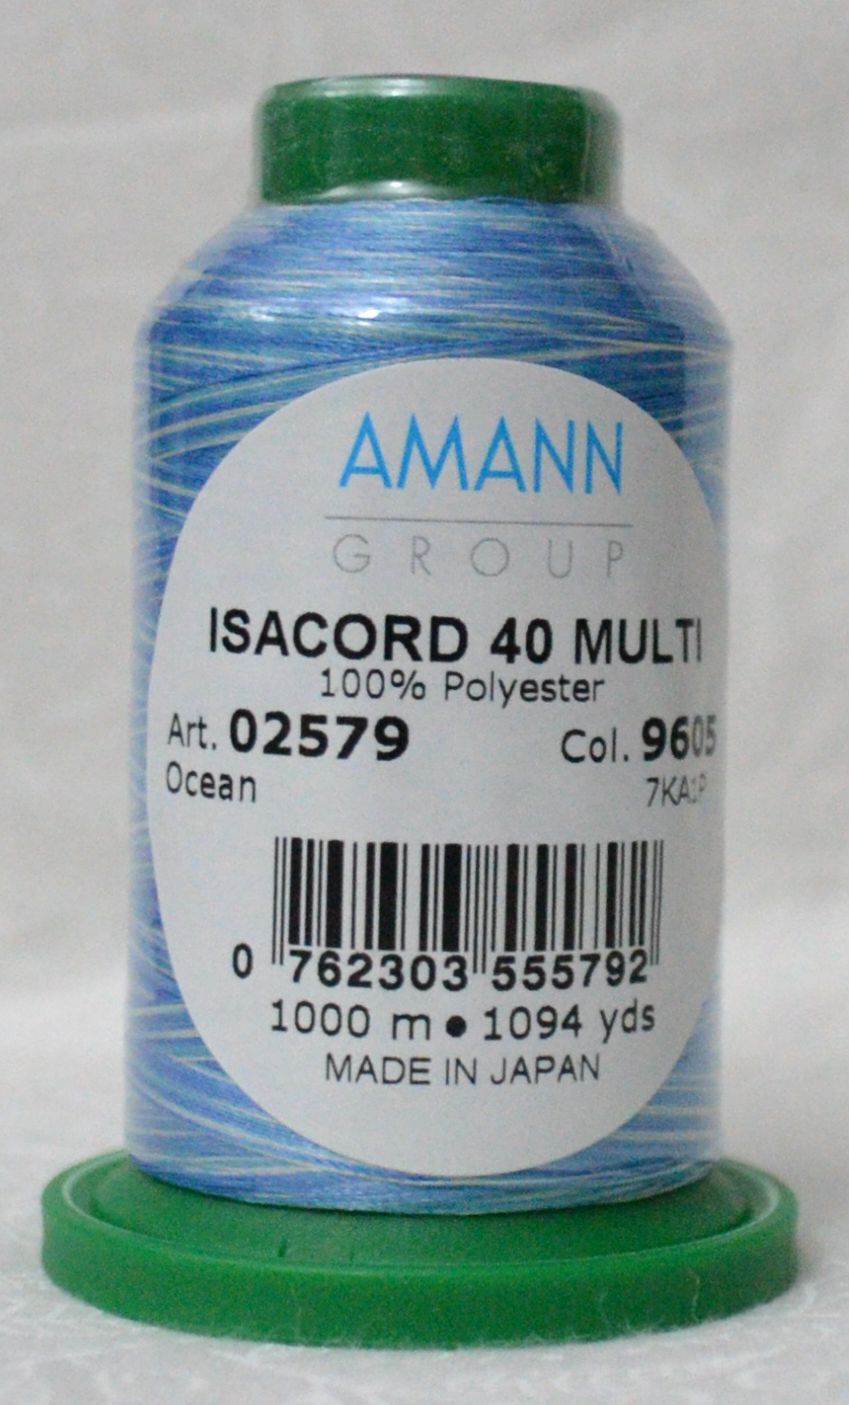 AMANN
GROUP
ISACORD 40 MULTI
100% Polyester
Art. 02579 Col. 9605
Ocean 7KA1P
0 762303 555792
1000 m • 1094 yds
MADE IN JAPAN